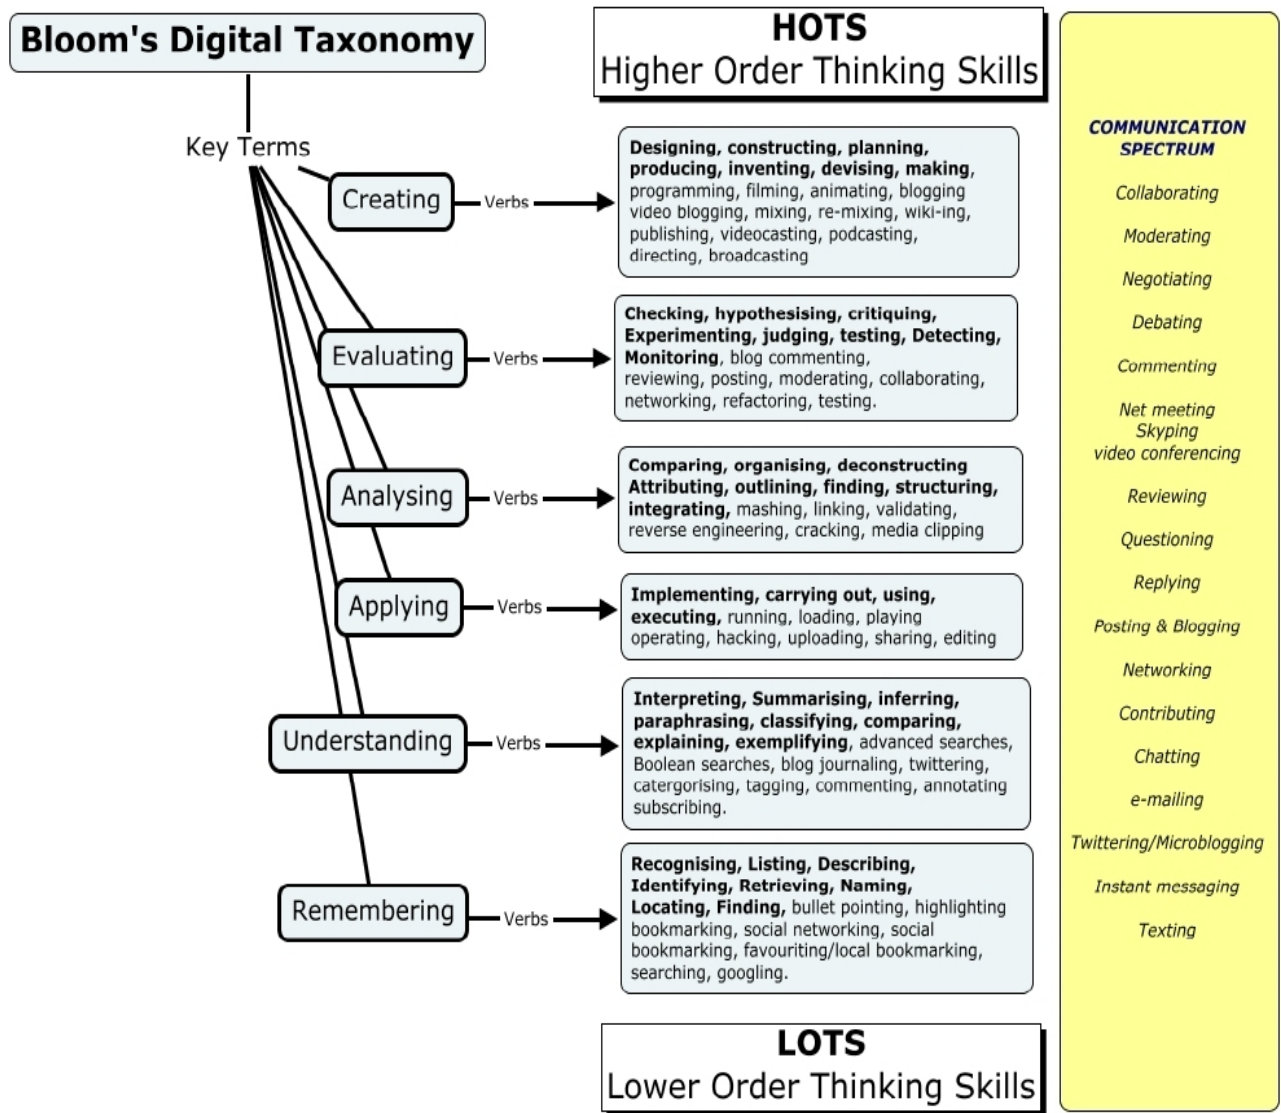 Bloom's Digital Taxonomy
Key Terms
HOTS
Higher Order Thinking Skills
Creating
Verbs
Designing, constructing, planning,
producing, inventing, devising, making,
programming, filming, animating, blogging
video blogging, mixing, re-mixing, wiki-ing,
publishing, videocasting, podcasting,
directing, broadcasting
Evaluating
Verbs
Checking, hypothesising, critiquing,
Experimenting, judging, testing, Detecting,
Monitoring, blog commenting,
reviewing, posting, moderating, collaborating,
networking, refactoring, testing.
Analysing
Verbs
Comparing, organising, deconstructing
Attributing, outlining, finding, structuring,
integrating, mashing, linking, validating,
reverse engineering, cracking, media clipping
Applying
Verbs
Implementing, carrying out, using,
executing, running, loading, playing
operating, hacking, uploading, sharing, editing
Understanding
Verbs
Interpreting, Summarising, inferring,
paraphrasing, classifying, comparing,
explaining, exemplifying, advanced searches,
Boolean searches, blog journaling, twittering,
catergorising, tagging, commenting, annotating
subscribing.
Remembering
Verbs
Recognising, Listing, Describing,
Identifying, Retrieving, Naming,
Locating, Finding, bullet pointing, highlighting
bookmarking, social networking, social
bookmarking, favouriting/local bookmarking,
searching, googling.
LOTS
Lower Order Thinking Skills
COMMUNICATION
SPECTRUM
Collaborating
Moderating
Negotiating
Debating
Commenting
Net meeting
Skyping
video conferencing
Reviewing
Questioning
Replying
Posting & Blogging
Networking
Contributing
Chatting
e-mailing
Twittering/Microblogging
Instant messaging
Texting